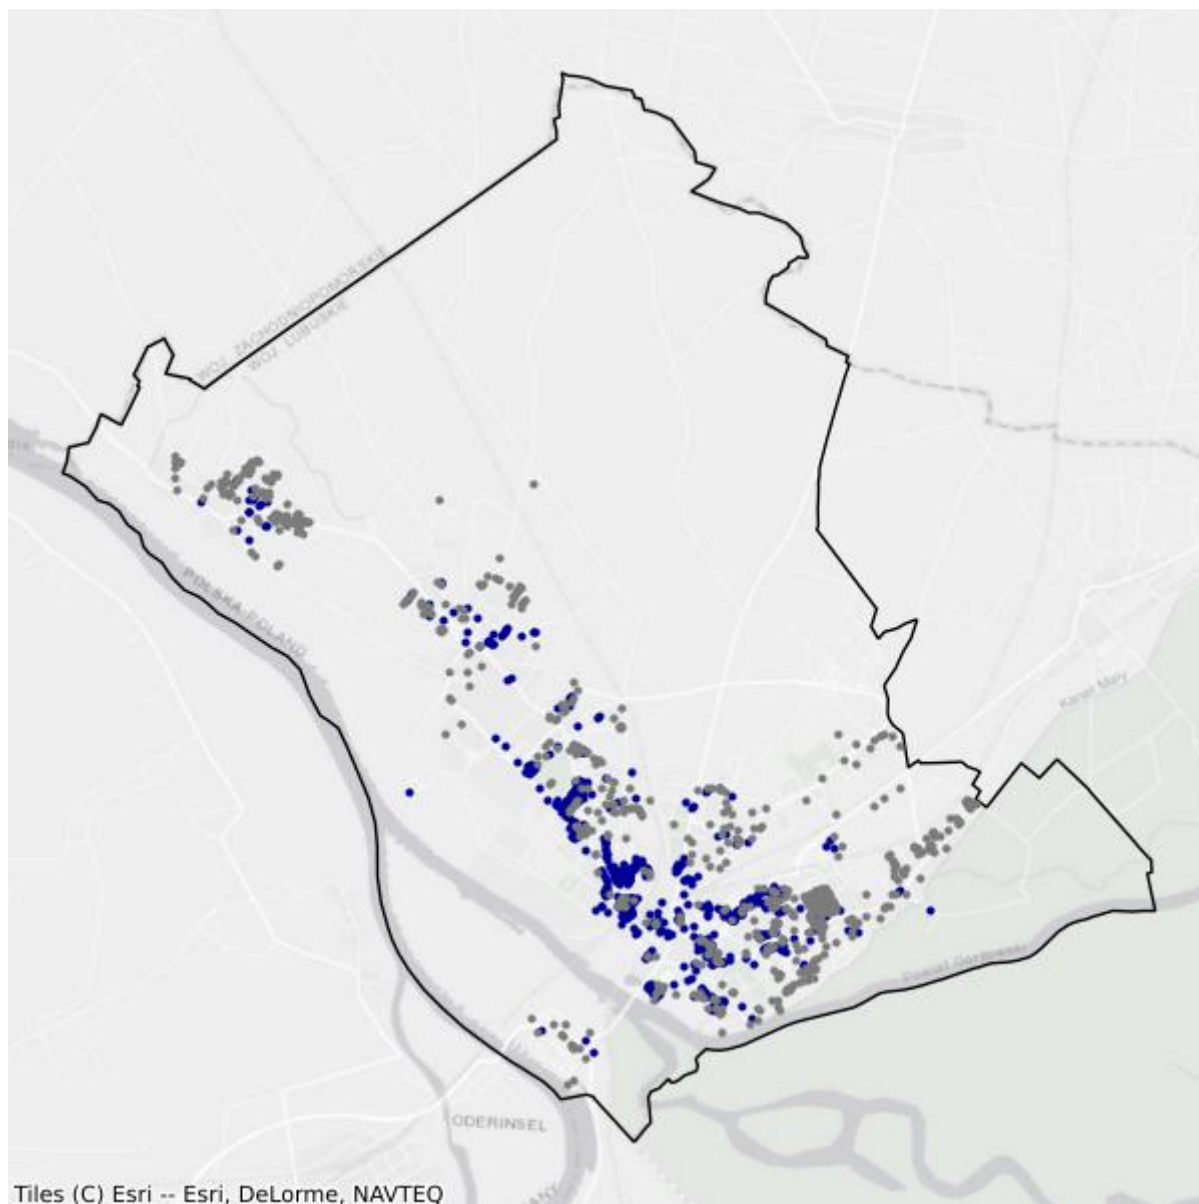 WOJ. ZACHODNIOPOMORSKIE
WOJ. LUBUSKIE
POLSKA-POLAND
Kanał Mały
ODERINSEL
Tiles (C) Esri -- Esri, DeLorme, NAVTEQ